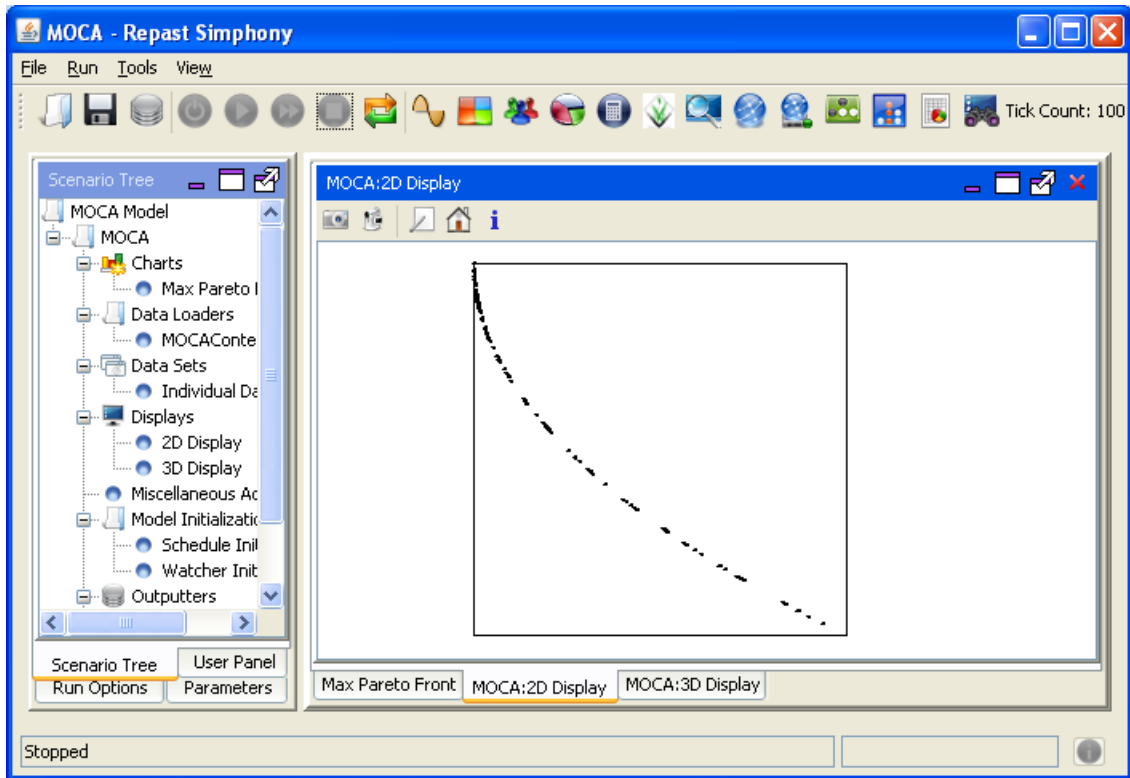 MOCA - Repast Simphony
File Run Tools View
Tick Count: 100
Scenario Tree
MOCA Model
MOCA
Charts
Max Pareto
Data Loaders
MOCAConte
Data Sets
Individual Da
Displays
2D Display
3D Display
Miscellaneous Ac
Model Initializatic
Schedule Ini
Watcher Init
Outputters
Scenario Tree User Panel
Run Options Parameters
MOCA:2D Display
i
Max Pareto Front MOCA:2D Display MOCA:3D Display
Stopped